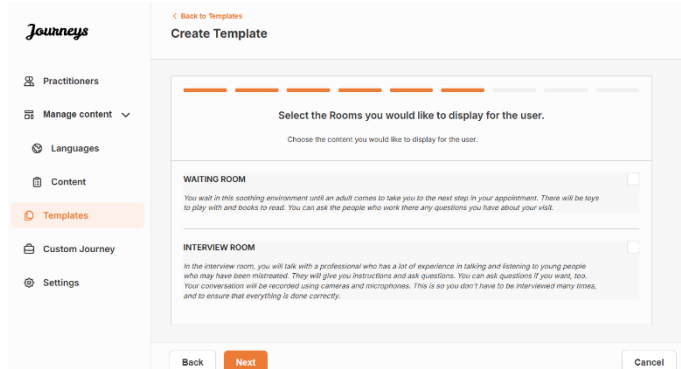 Journeys
Practitioners
Manage content
Languages
Content
Templates
Custom Journey
Settings
< Back to Templates
Create Template
Select the Rooms you would like to display for the user.
Choose the content you would like to display for the user.
WAITING ROOM
You wait in this soothing environment until an adult comes to take you to the next step in your appointment. There will be toys
to play with and books to read. You can ask the people who work there any questions you have about your visit.
INTERVIEW ROOM
In the interview room, you will talk with a professional who has a lot of experience in talking and listening to young people
who may have been mistreated. They will give you instructions and ask questions. You can ask questions if you want, too.
Your conversation will be recorded using cameras and microphones. This is so you don't have to be interviewed many times,
and to ensure that everything is done correctly.
Back
Next
Cancel